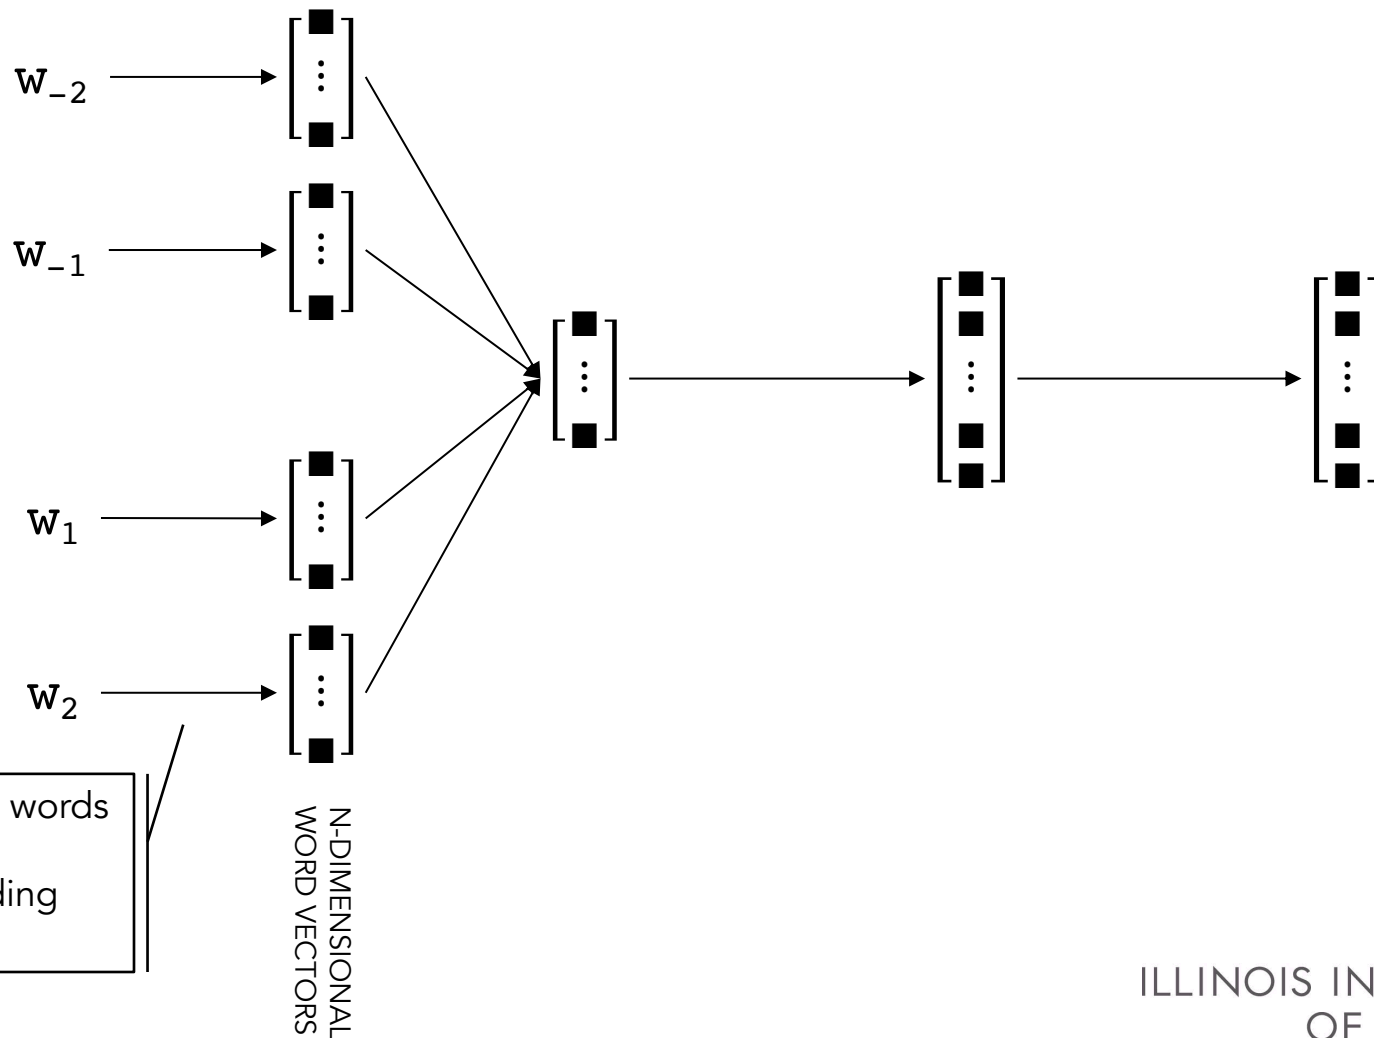 w₋₂
w₋₁
w₁
w₂
words
ding
N-DIMENSIONAL
WORD VECTORS
ILLINOIS IN
OF